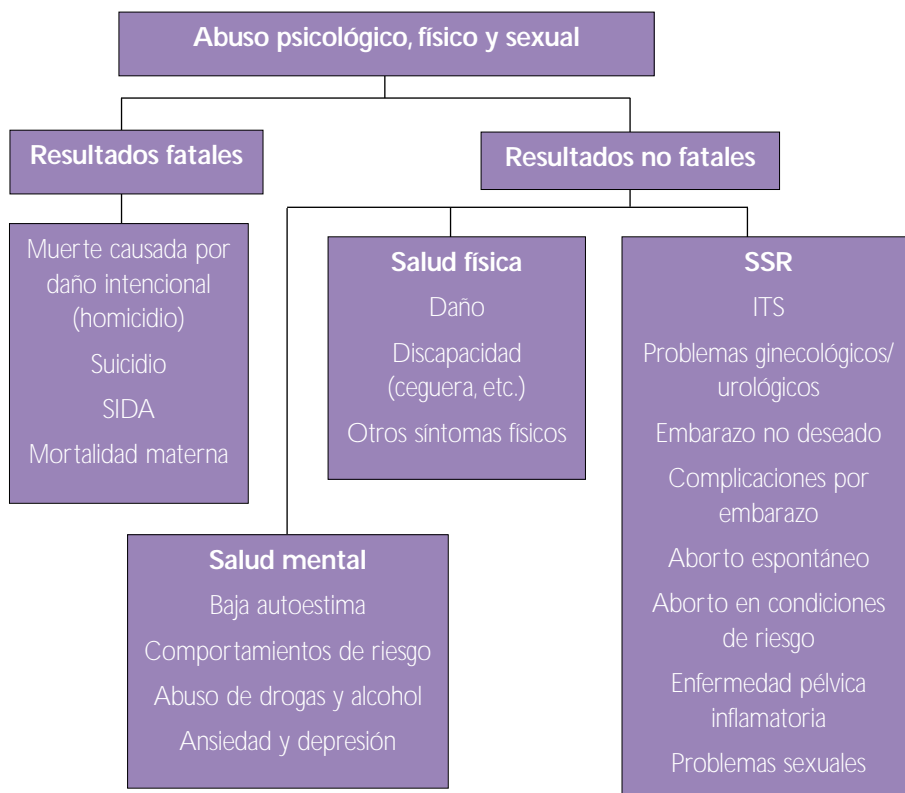 Abuso psicológico, físico y sexual
Resultados fatales
Resultados no fatales
Muerte causada por
daño intencional
(homicidio)
Suicidio
SIDA
Mortalidad materna
Salud física
Daño
Discapacidad
(ceguera, etc.)
Otros síntomas físicos
SSR
ITS
Problemas ginecológicos/
urológicos
Embarazo no deseado
Complicaciones por
embarazo
Aborto espontáneo
Aborto en condiciones
de riesgo
Enfermedad pélvica
inflamatoria
Problemas sexuales
Salud mental
Baja autoestima
Comportamientos de riesgo
Abuso de drogas y alcohol
Ansiedad y depresión